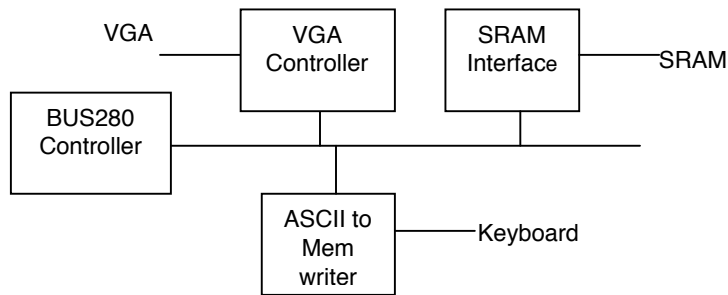 VGA
VGA
Controller
SRAM
Interface
SRAM
BUS280
Controller
ASCII to
Mem
writer
Keyboard